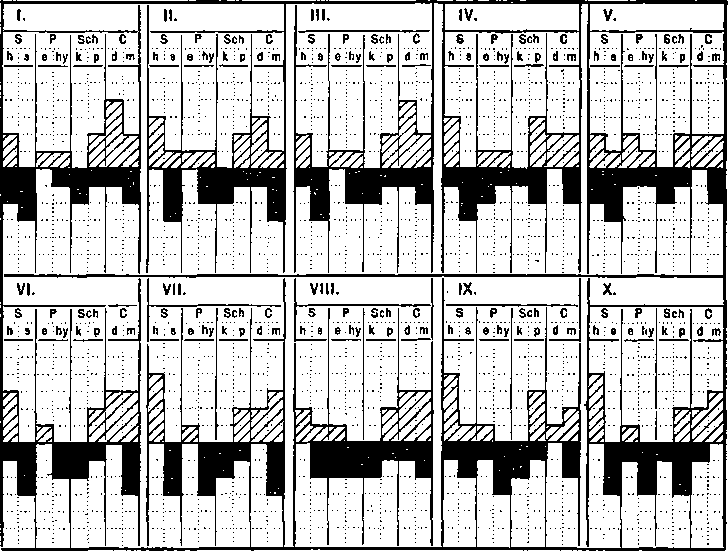 I. II. III. IV. V.
S P Sch C S P Sch C S P Sch C S P Sch C S P Sch C
h s e hy k p d m h s e hy k p d m h s e hy k p d m h s e hy k p d m h s e hy k p d m
VI. VII. VIII. IX. X.
S P Sch C S P Sch C S P Sch C S P Sch C S P Sch C
h s e hy k p d m h s e hy k p d m h s e hy k p d m h s e hy k p d m h s e hy k p d m